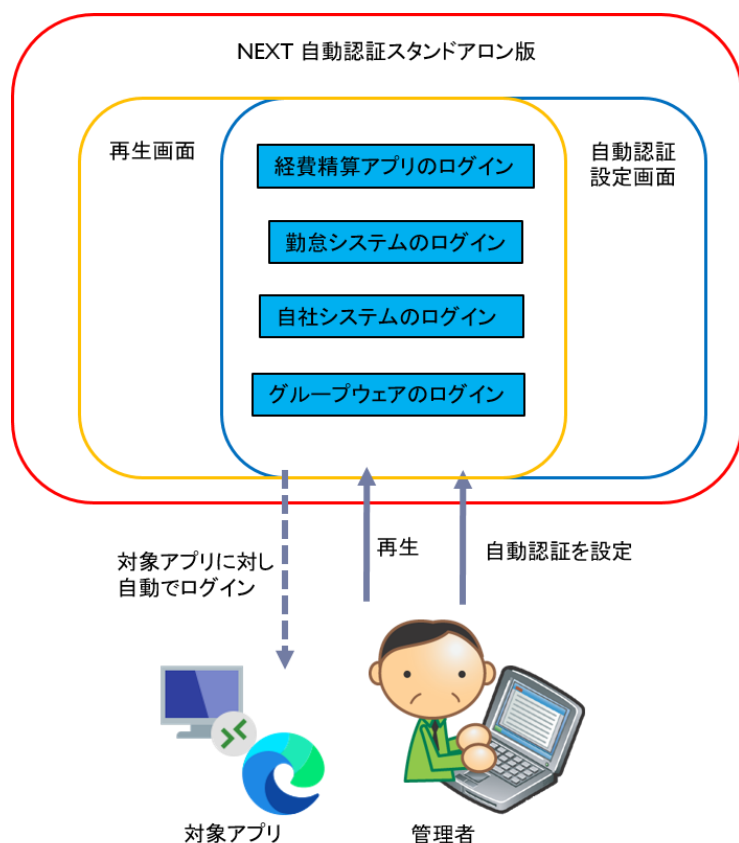 NEXT 自動認証スタンドアロン版
再生画面
自動認証
設定画面
経費精算アプリのログイン
勤怠システムのログイン
自社システムのログイン
グループウェアのログイン
対象アプリに対し
自動でログイン
再生
自動認証を設定
対象アプリ
管理者